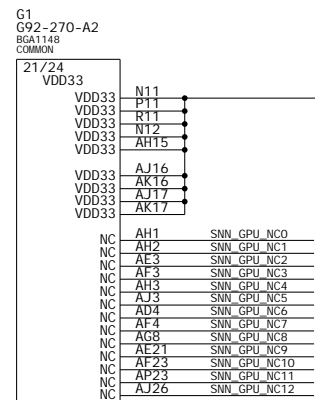 G1
G92-270-A2
BGA1148
COMMON
21/24
VDD33
VDD33 N11
VDD33 P11
VDD33 R11
VDD33 N12
VDD33 AH15
VDD33 AJ16
VDD33 AK16
VDD33 AJ17
VDD33 AK17
NC AH1 SNN_GPU_NC0
NC AH2 SNN_GPU_NC1
NC AE3 SNN_GPU_NC2
NC AF3 SNN_GPU_NC3
NC AH3 SNN_GPU_NC4
NC AJ3 SNN_GPU_NC5
NC AD4 SNN_GPU_NC6
NC AF4 SNN_GPU_NC7
NC AG8 SNN_GPU_NC8
NC AE21 SNN_GPU_NC9
NC AF23 SNN_GPU_NC10
NC AP23 SNN_GPU_NC11
NC AJ26 SNN_GPU_NC12